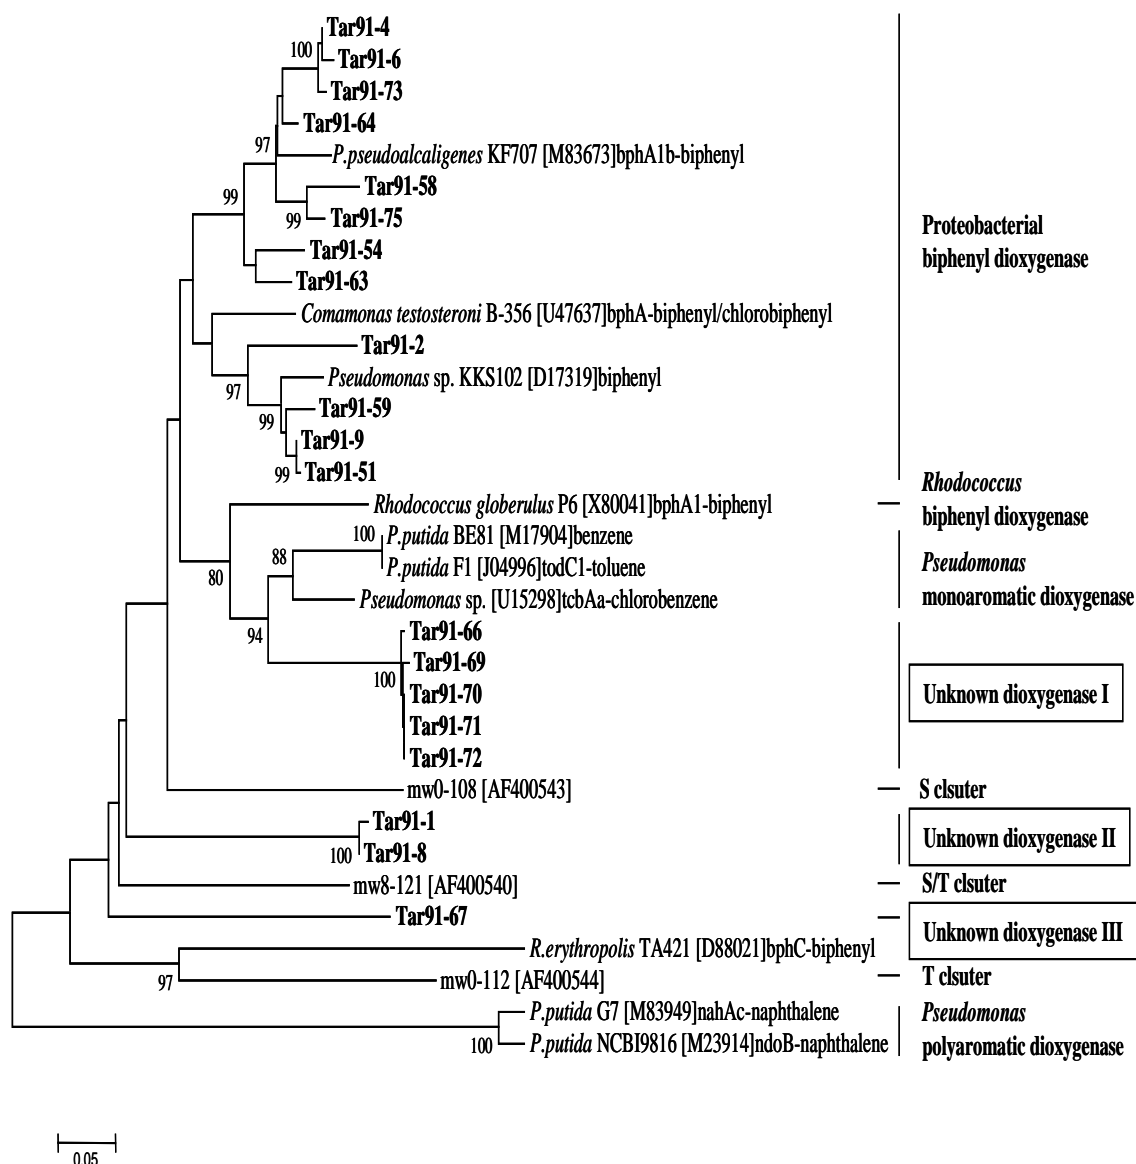 Tar91-4
100
Tar91-6
Tar91-73
Tar91-64
97
P.pseudoalcaligenes KF707 [M83673]bphA1b-biphenyl
Tar91-58
99
99
Tar91-75
Proteobacterial
biphenyl dioxygenase
Tar91-54
Tar91-63
Comamonas testosteroni B-356 [U47637]bphA-biphenyl/chlorobiphenyl
Tar91-2
Pseudomonas sp. KKS102 [D17319]biphenyl
97
Tar91-59
99
Tar91-9
99
Tar91-51
Rhodococcus
biphenyl dioxygenase
Rhodococcus globerulus P6 [X80041]bphA1-biphenyl
100
P.putida BE81 [M17904]benzene
88
P.putida F1 [J04996]todC1-toluene
Pseudomonas
monoaromatic dioxygenase
80
Pseudomonas sp. [U15298]tcbAa-chlorobenzene
94
Tar91-66
Tar91-69
100
Tar91-70
Unknown dioxygenase I
Tar91-71
Tar91-72
mw0-108 [AF400543]
S clsuter
Tar91-1
Unknown dioxygenase II
100
Tar91-8
mw8-121 [AF400540]
S/T clsuter
Tar91-67
Unknown dioxygenase III
R.erythropolis TA421 [D88021]bphC-biphenyl
97
mw0-112 [AF400544]
T clsuter
P.putida G7 [M83949]nahAc-naphthalene
Pseudomonas
polyaromatic dioxygenase
100
P.putida NCBI9816 [M23914]ndoB-naphthalene
0.05